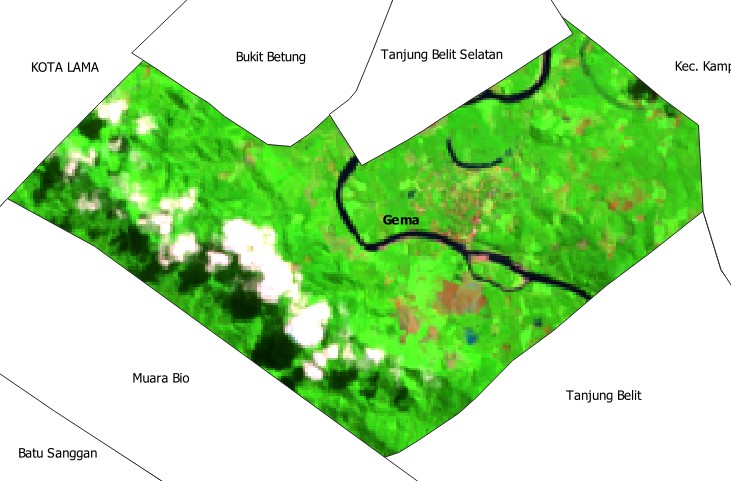 Bukit Betung
Tanjung Belit Selatan
KOTA LAMA
Kec. Kamp
Gema
Muara Bio
Tanjung Belit
Batu Sanggan